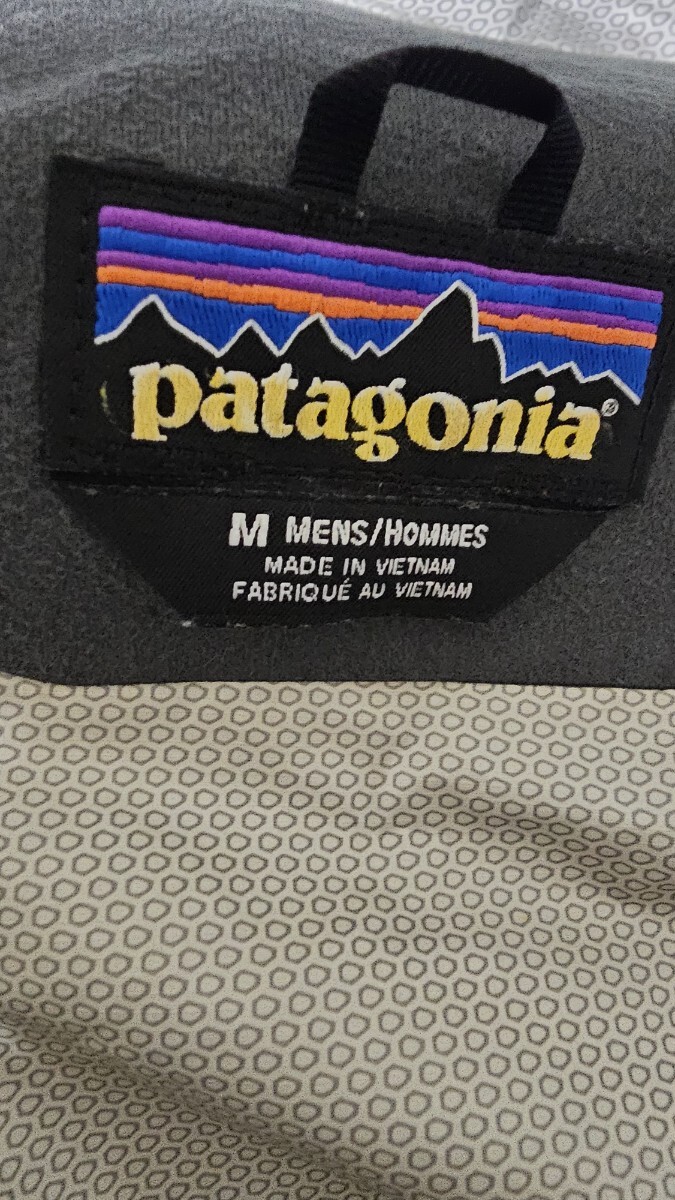 patagonia®
M MENS/HOMMES
MADE IN VIETNAM
FABRIQUÉ AU VIETNAM